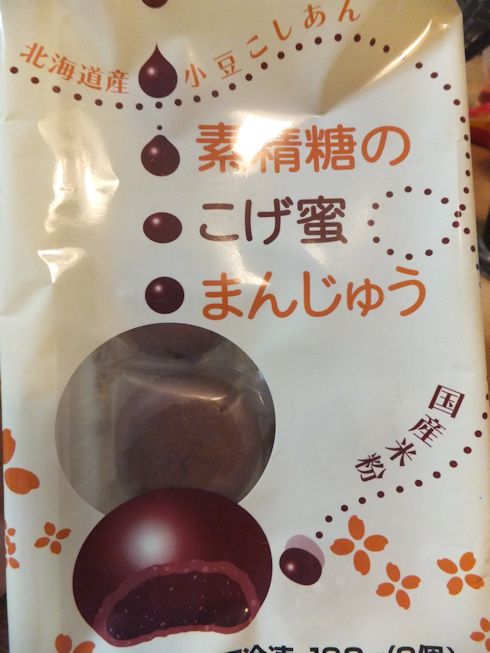 北海道産
小豆こしあん
素精糖の
こげ蜜
まんじゅう
国産米粉